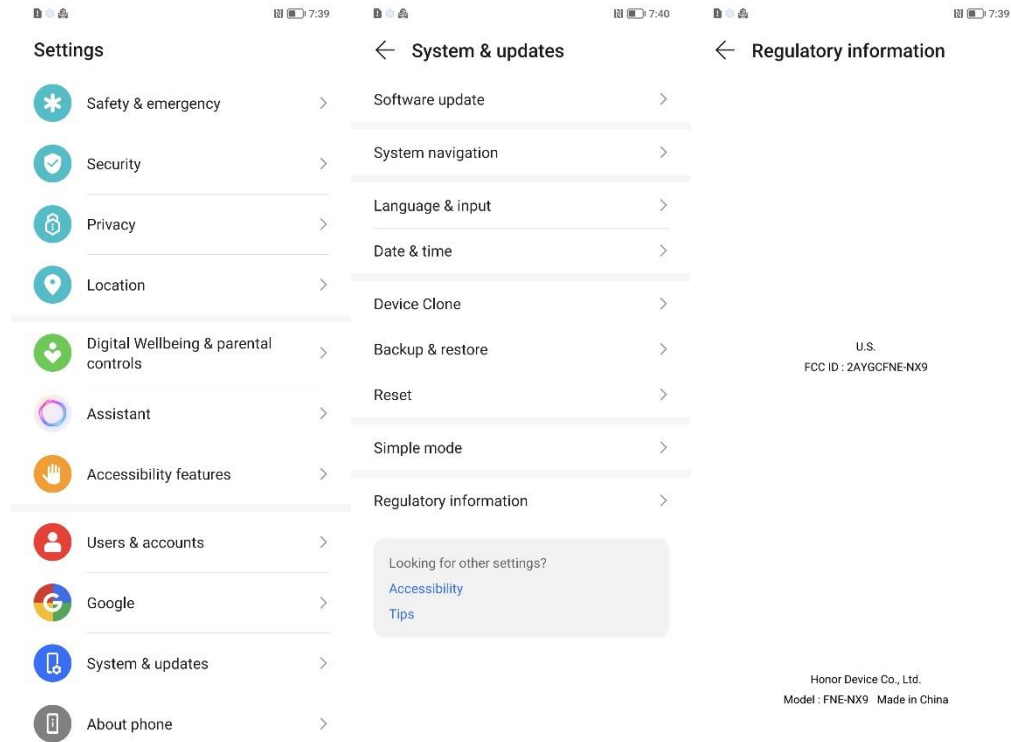 7:39
Settings
Safety & emergency
Security
Privacy
Location
Digital Wellbeing & parental
controls
Assistant
Accessibility features
Users & accounts
Google
System & updates
About phone
7:40
System & updates
Software update
System navigation
Language & input
Date & time
Device Clone
Backup & restore
Reset
Simple mode
Regulatory information
Looking for other settings?
Accessibility
Tips
7:39
Regulatory information
U.S.
FCC ID : 2AYGCFNE-NX9
Honor Device Co., Ltd.
Model : FNE-NX9 Made in China